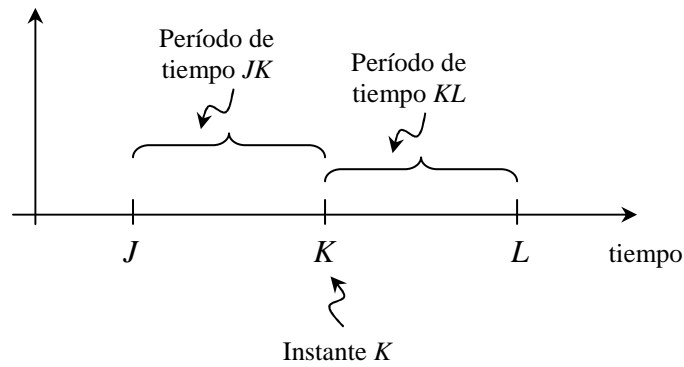 Período de
tiempo JK
Período de
tiempo KL
J K L tiempo
Instante K